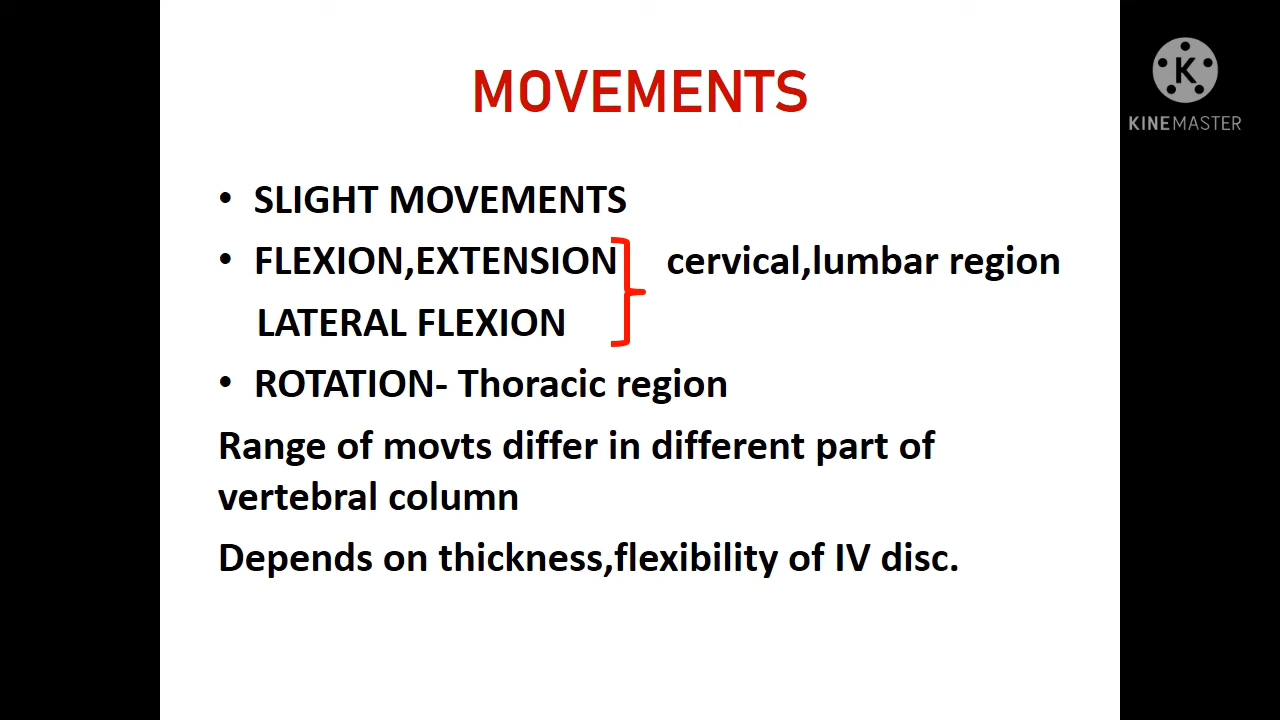 MOVEMENTS
K
KINEMASTER
• SLIGHT MOVEMENTS
• FLEXION,EXTENSION cervical,lumbar region
LATERAL FLEXION
• ROTATION- Thoracic region
Range of movts differ in different part of
vertebral column
Depends on thickness,flexibility of IV disc.